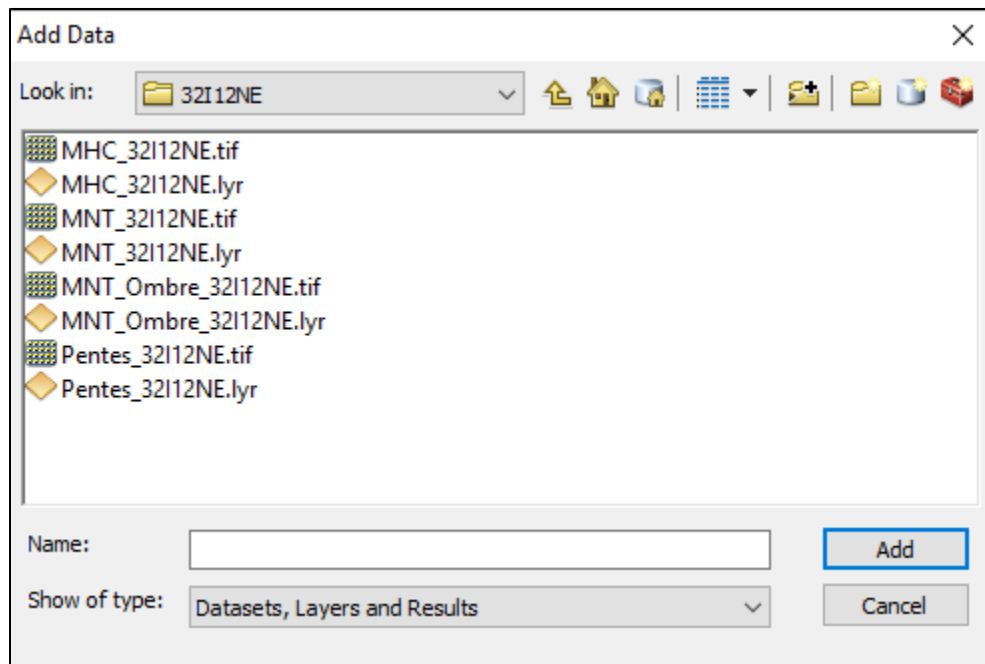 Add Data
Look in: 32I12NE
MHC_32I12NE.tif
MHC_32I12NE.lyr
MNT_32I12NE.tif
MNT_32I12NE.lyr
MNT_Ombre_32I12NE.tif
MNT_Ombre_32I12NE.lyr
Pentes_32I12NE.tif
Pentes_32I12NE.lyr
Name: Add
Show of type: Datasets, Layers and Results Cancel